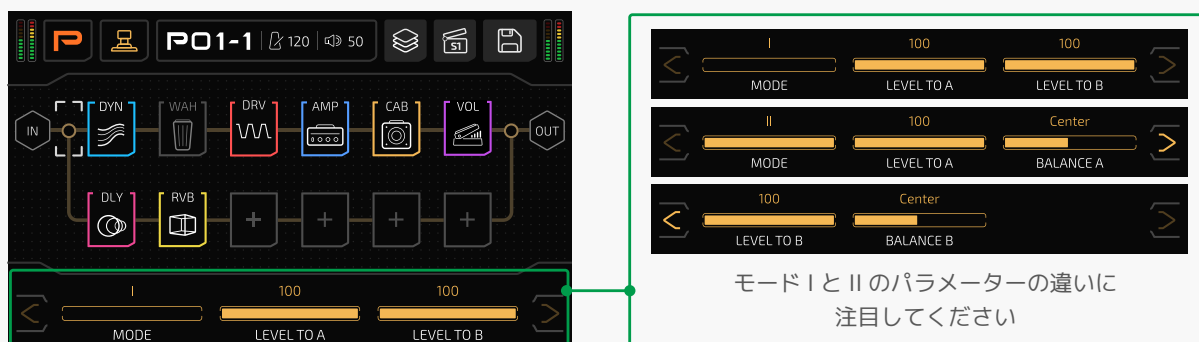 P01-1 120 50 S1
DYN WAH DRV AMP CAB VOL
IN OUT
DLY RVB
I 100 100
MODE LEVEL TO A LEVEL TO B
I 100 100
MODE LEVEL TO A LEVEL TO B
II 100 Center
MODE LEVEL TO A BALANCE A
100 Center
LEVEL TO B BALANCE B
モード I と II のパラメーターの違いに
注目してください